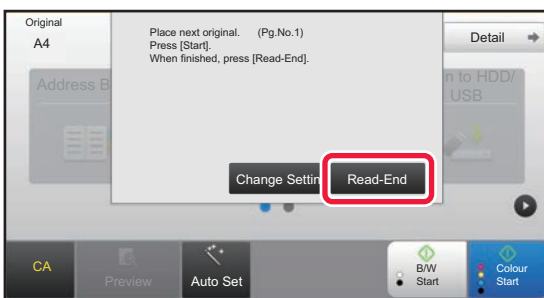 Original
A4
Place next original. (Pg.No.1)
Press [Start].
When finished, press [Read-End].
Detail
Address B
n to HDD/
USB
Change Settin
Read-End
CA
Preview
Auto Set
B/W
Start
Colour
Start